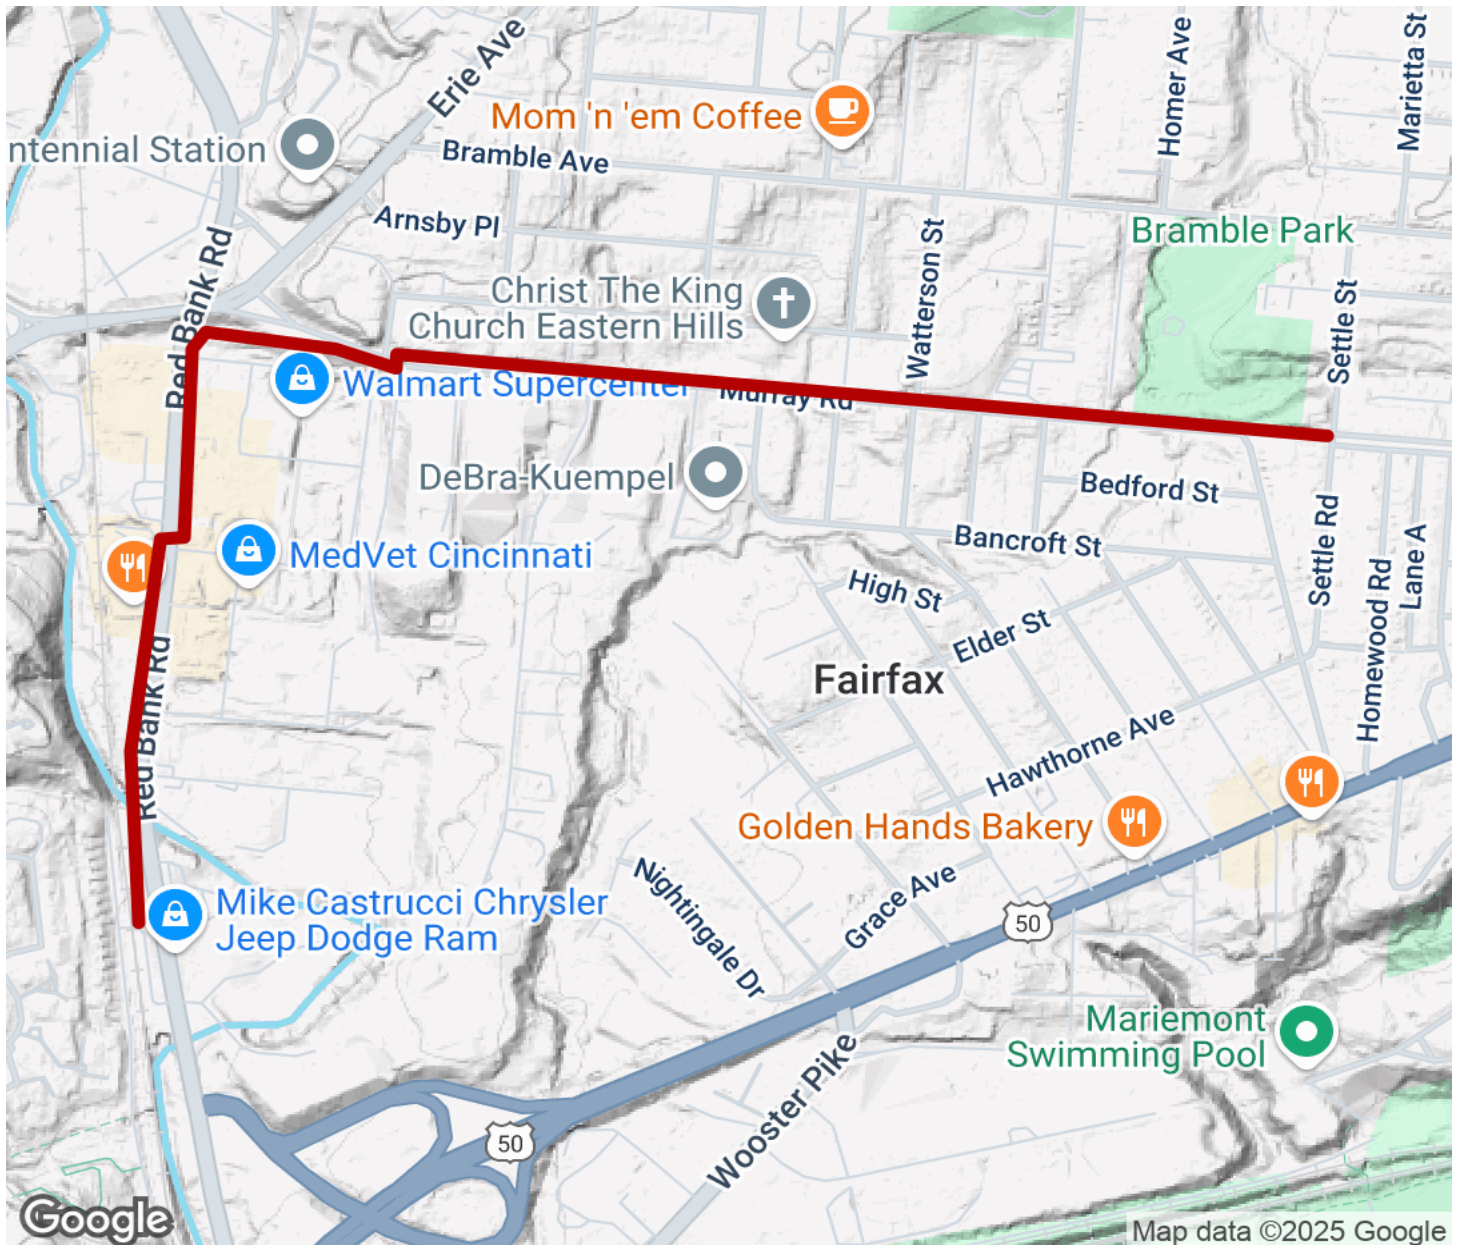 Erie Ave
Homer Ave
Marietta St
Mom 'n 'em Coffee
ntennial Station
Bramble Ave
Arnsby Pl
Bramble Park
Red Bank Rd
Watterson St
Christ The King
Church Eastern Hills
Settle St
Walmart Supercenter
Murray Rd
DeBra-Kuempel
Bedford St
Settle Rd
Bancroft St
MedVet Cincinnati
Lane A
High St
Homewood Rd
Elder St
Fairfax
Red Bank Rd
Hawthorne Ave
Golden Hands Bakery
Nightingale Dr
Grace Ave
Mike Castrucci Chrysler
Jeep Dodge Ram
50
Mariemont
Swimming Pool
Wooster Pike
50
Google
Map data ©2025 Google